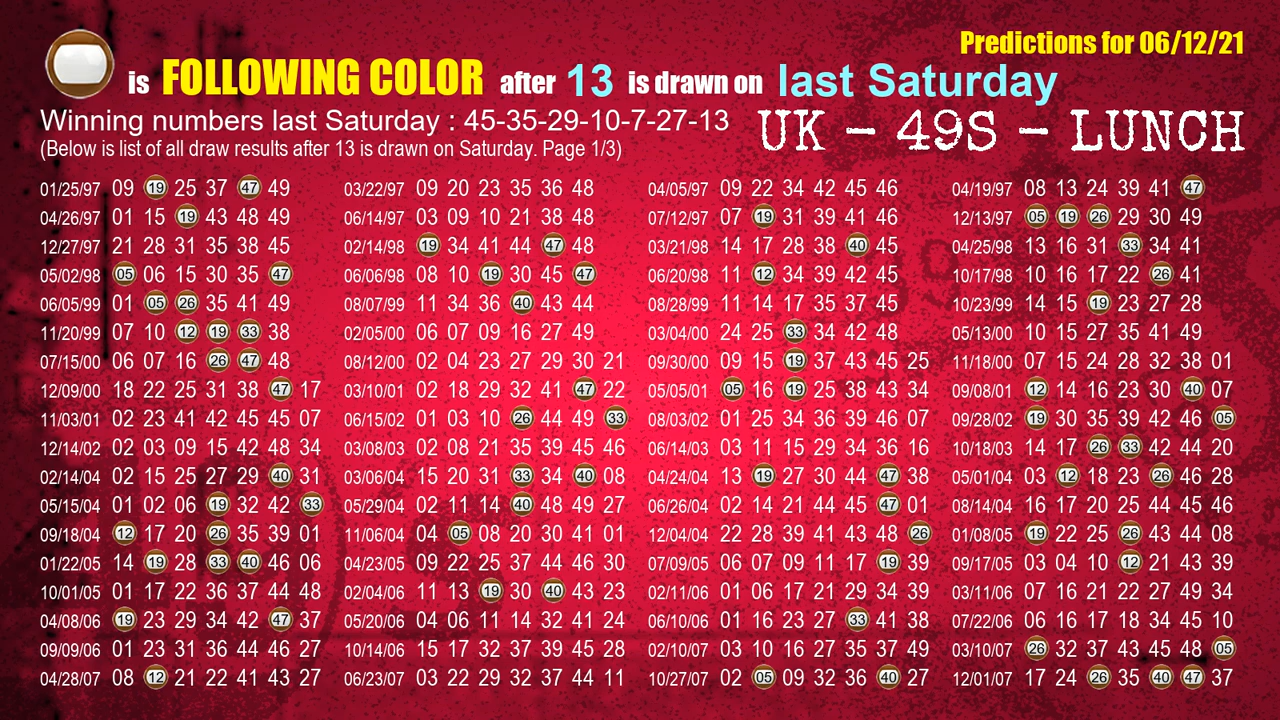 Predictions for 06/12/21
is FOLLOWING COLOR after 13 is drawn on last Saturday
Winning numbers last Saturday : 45-35-29-10-7-27-13
UK - 49S - LUNCH
(Below is list of all draw results after 13 is drawn on Saturday. Page 1/3)
01/25/97 09 19 25 37 47 49 03/22/97 09 20 23 35 36 48 04/05/97 09 22 34 42 45 46 04/19/97 08 13 24 39 41 47
04/26/97 01 15 19 43 48 49 06/14/97 03 09 10 21 38 48 07/12/97 07 19 31 39 41 46 12/13/97 05 19 26 29 30 49
12/27/97 21 28 31 35 38 45 02/14/98 19 34 41 44 47 48 03/21/98 14 17 28 38 40 45 04/25/98 13 16 31 33 34 41
05/02/98 05 06 15 30 35 47 06/06/98 08 10 19 30 45 47 06/20/98 11 12 34 39 42 45 10/17/98 10 16 17 22 26 41
06/05/99 01 05 26 35 41 49 08/07/99 11 34 36 40 43 44 08/28/99 11 14 17 35 37 45 10/23/99 14 15 19 23 27 28
11/20/99 07 10 12 19 33 38 02/05/00 06 07 09 16 27 49 03/04/00 24 25 33 34 42 48 05/13/00 10 15 27 35 41 49
07/15/00 06 07 16 26 47 48 08/12/00 02 04 23 27 29 30 21 09/30/00 09 15 19 37 43 45 25 11/18/00 07 15 24 28 32 38 01
12/09/00 18 22 25 31 38 47 17 03/10/01 02 18 29 32 41 47 22 05/05/01 05 16 19 25 38 43 34 09/08/01 12 14 16 23 30 40 07
11/03/01 02 23 41 42 45 45 07 06/15/02 01 03 10 26 44 49 33 08/03/02 01 25 34 36 39 46 07 09/28/02 19 30 35 39 42 46 05
12/14/02 02 03 09 15 42 48 34 03/08/03 02 08 21 35 39 45 46 06/14/03 03 11 15 29 34 36 16 10/18/03 14 17 26 33 42 44 20
02/14/04 02 15 25 27 29 40 31 03/06/04 15 20 31 33 34 40 08 04/24/04 13 19 27 30 44 47 38 05/01/04 03 12 18 23 26 46 28
05/15/04 01 02 06 19 32 42 33 05/29/04 02 11 14 40 48 49 27 06/26/04 02 14 21 44 45 47 01 08/14/04 16 17 20 25 44 45 46
09/18/04 12 17 20 26 35 39 01 11/06/04 04 05 08 20 30 41 01 12/04/04 22 28 39 41 43 48 26 01/08/05 19 22 25 26 43 44 08
01/22/05 14 19 28 33 40 46 06 04/23/05 09 22 25 37 44 46 30 07/09/05 06 07 09 11 17 19 39 09/17/05 03 04 10 12 21 43 39
10/01/05 01 17 22 36 37 44 48 02/04/06 11 13 19 30 40 43 23 02/11/06 01 06 17 21 29 34 39 03/11/06 07 16 21 22 27 49 34
04/08/06 19 23 29 34 42 47 37 05/20/06 04 06 11 14 32 41 24 06/10/06 01 16 23 27 33 41 38 07/22/06 06 16 17 18 34 45 10
09/09/06 01 23 31 36 44 46 27 10/14/06 15 17 32 37 39 45 28 02/10/07 03 10 16 27 35 37 49 03/10/07 26 32 37 43 45 48 05
04/28/07 08 12 21 22 41 43 27 06/23/07 03 22 29 32 37 44 11 10/27/07 02 05 09 32 36 40 27 12/01/07 17 24 26 35 40 47 37